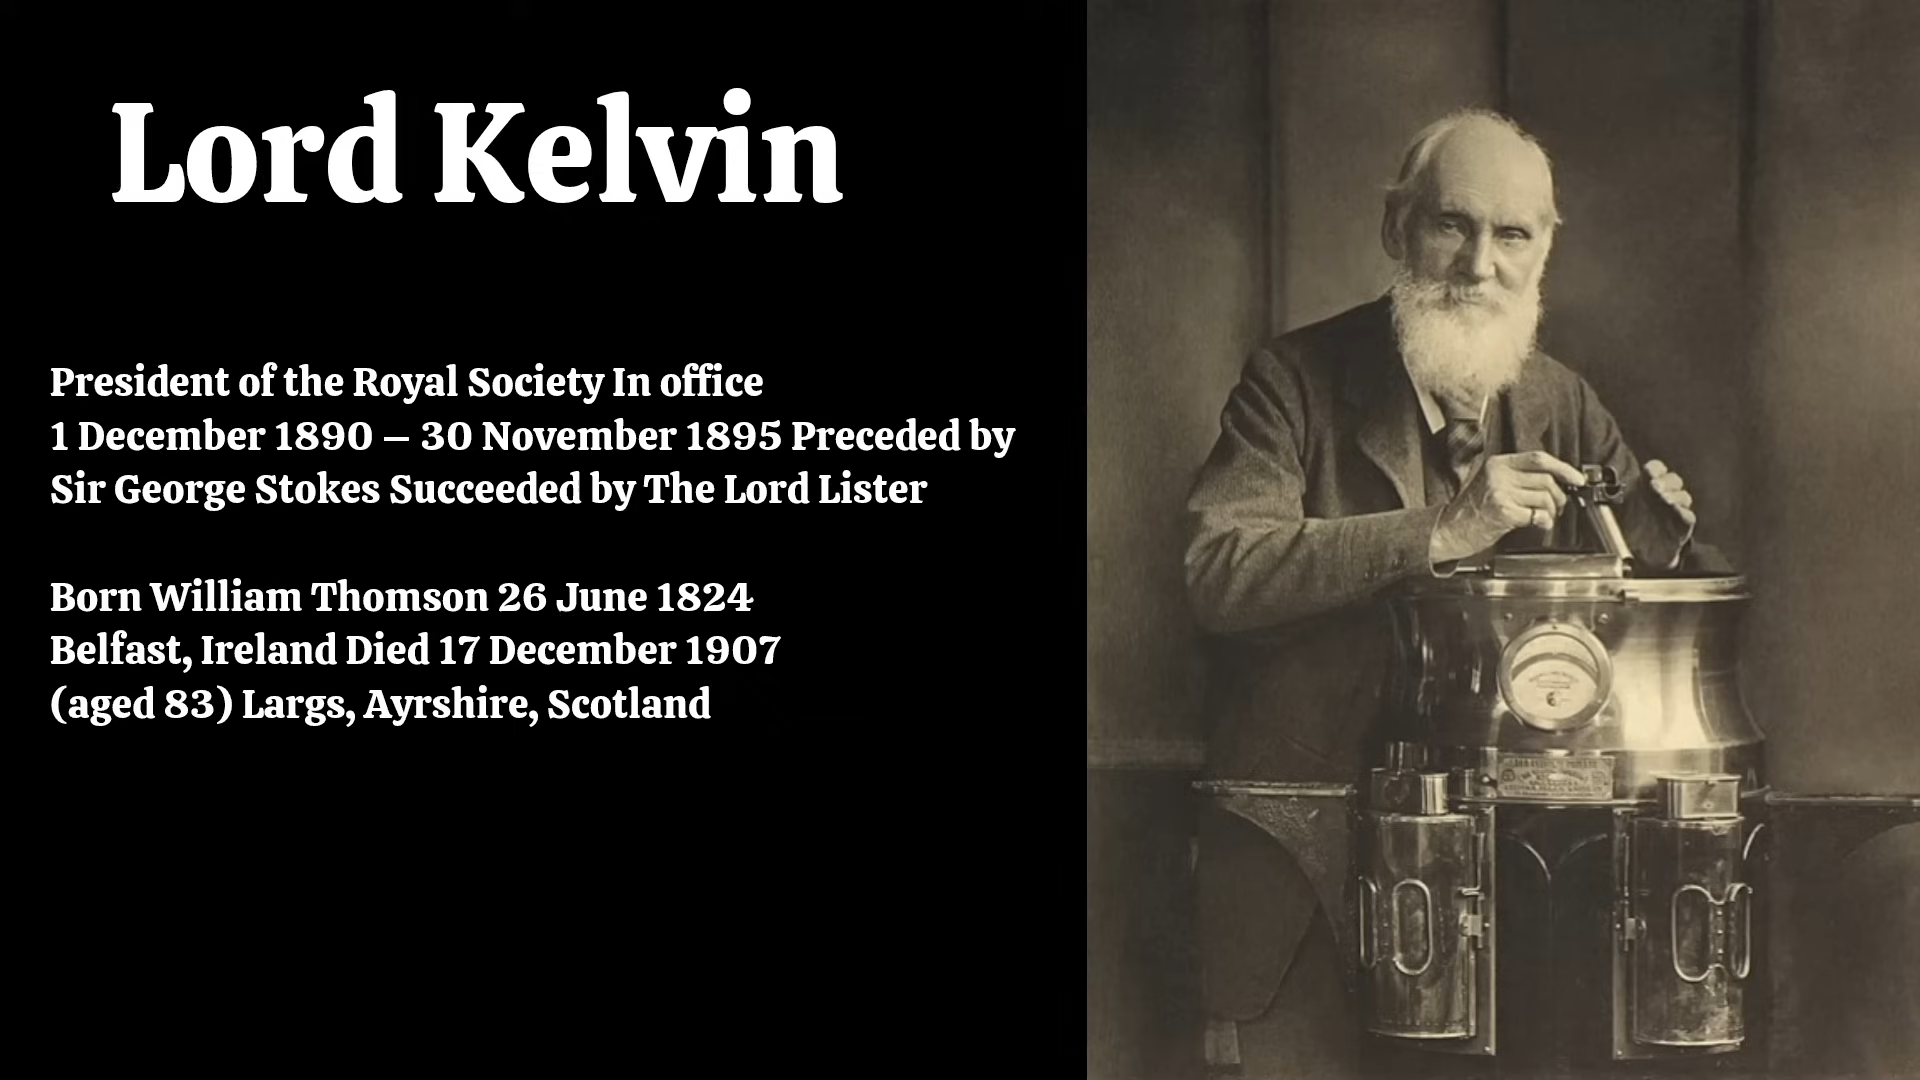 Lord Kelvin
President of the Royal Society In office
1 December 1890 – 30 November 1895 Preceded by
Sir George Stokes Succeeded by The Lord Lister
Born William Thomson 26 June 1824
Belfast, Ireland Died 17 December 1907
(aged 83) Largs, Ayrshire, Scotland